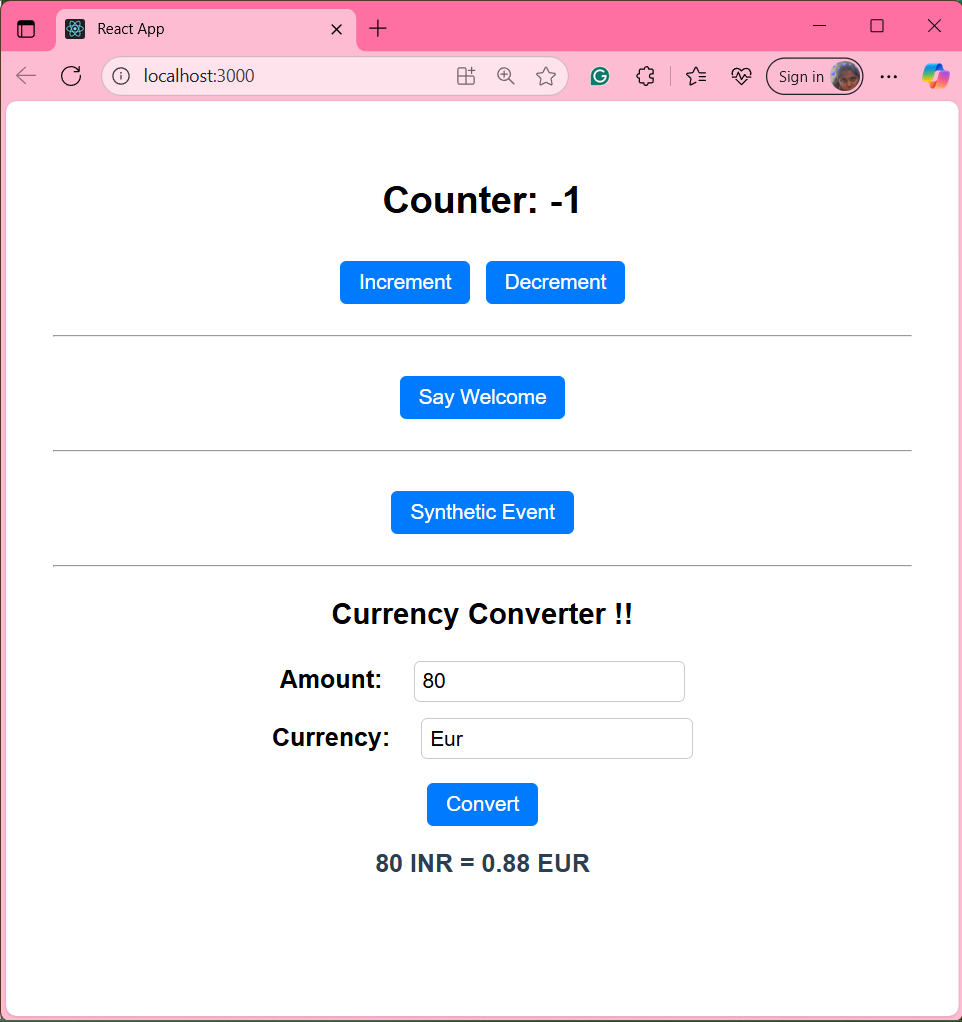 React App
localhost:3000
Sign in
Counter: -1
Increment Decrement
Say Welcome
Synthetic Event
Currency Converter !!
Amount: 80
Currency: Eur
Convert
80 INR = 0.88 EUR